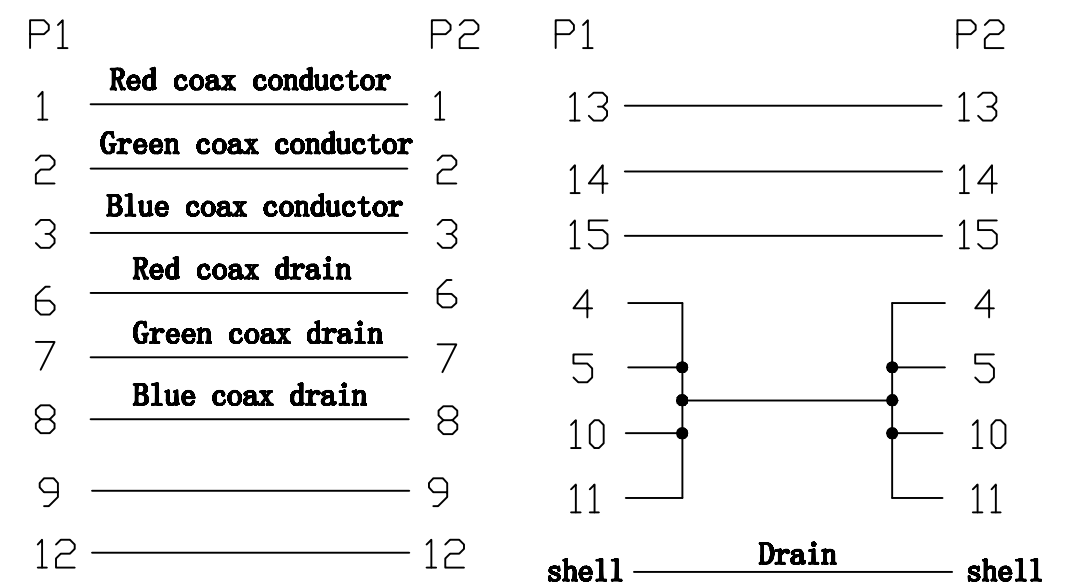 P1 P2 P1 P2
Red coax conductor
1 1 13 13
Green coax conductor
2 2 14 14
Blue coax conductor
3 3 15 15
Red coax drain
6 6 4 4
Green coax drain
7 7 5 5
Blue coax drain
8 8 10 10
9 9 11 11
12 12
Drain
shell shell